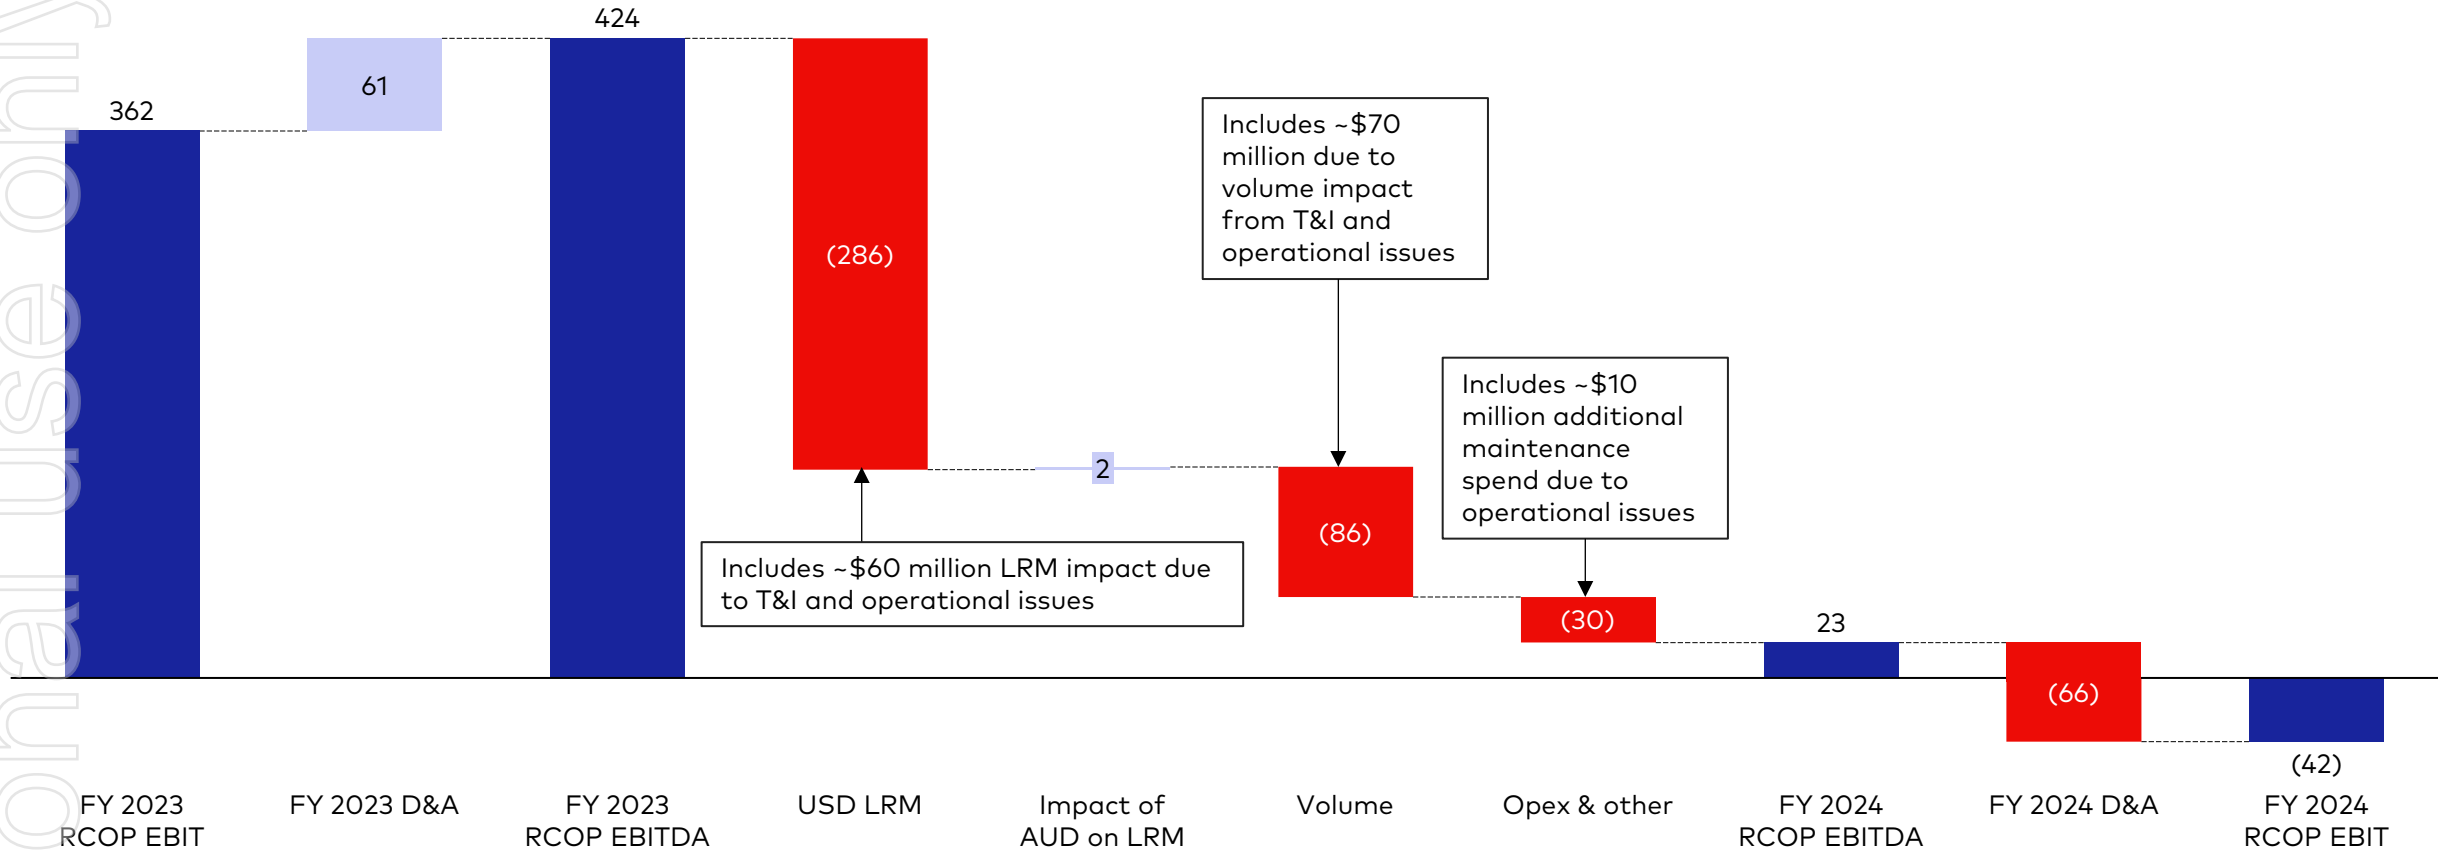 424
61
362
(286)
Includes ~$70
million due to
volume impact
from T&I and
operational issues
Includes ~$10
million additional
maintenance
spend due to
operational issues
2
(86)
Includes ~$60 million LRM impact due
to T&I and operational issues
(30)
23
(66)
(42)
FY 2023
RCOP EBIT
FY 2023 D&A
FY 2023
RCOP EBITDA
USD LRM
Impact of
AUD on LRM
Volume
Opex & other
FY 2024
RCOP EBITDA
FY 2024 D&A
FY 2024
RCOP EBIT
onal use only